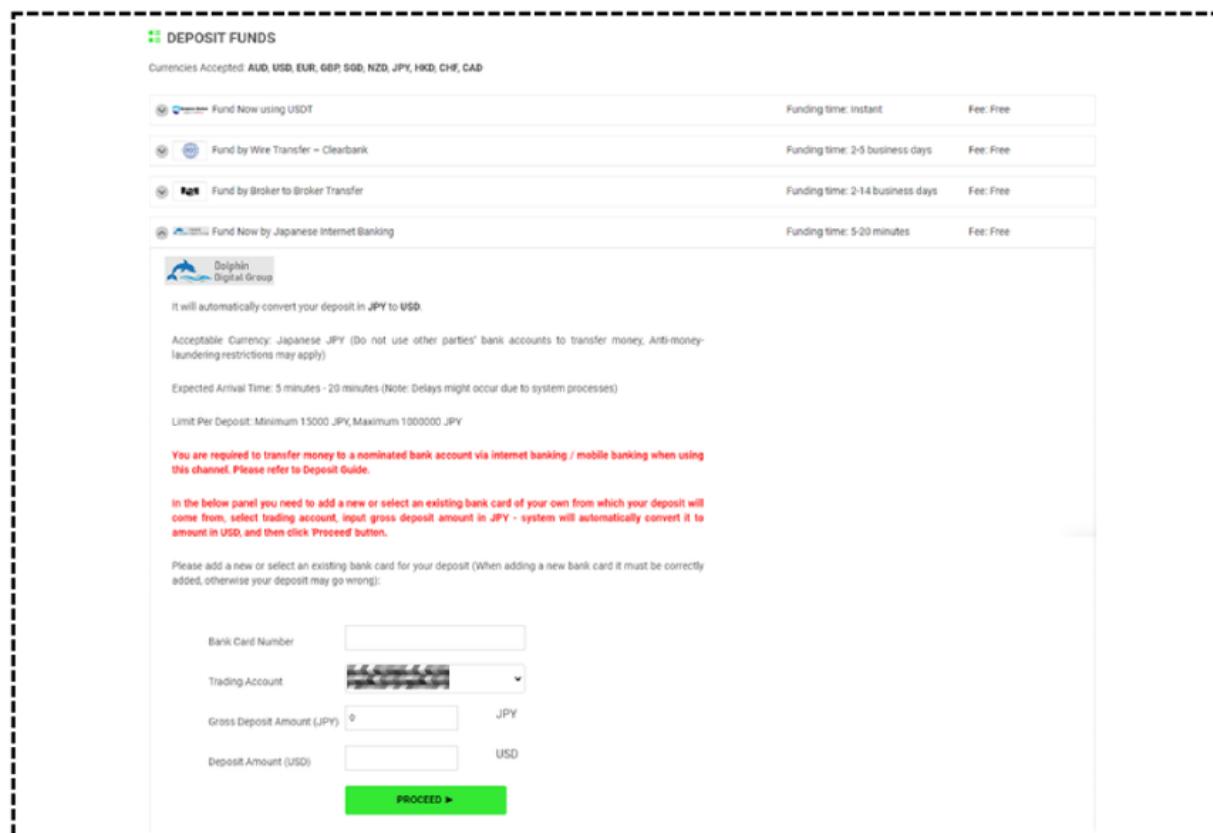 DEPOSIT FUNDS
Currencies Accepted: AUD, USD, EUR, GBP, SGD, NZD, JPY, HKD, CHF, CAD
Fund Now using USDT Funding time: Instant Fee: Free
Fund by Wire Transfer – Clearbank Funding time: 2-5 business days Fee: Free
Fund by Broker to Broker Transfer Funding time: 2-14 business days Fee: Free
Fund Now by Japanese Internet Banking Funding time: 5-20 minutes Fee: Free
Dolphin
Digital Group
It will automatically convert your deposit in JPY to USD.
Acceptable Currency: Japanese JPY (Do not use other parties' bank accounts to transfer money, Anti-money-
laundering restrictions may apply)
Expected Arrival Time: 5 minutes - 20 minutes (Note: Delays might occur due to system processes)
Limit Per Deposit: Minimum 15000 JPY, Maximum 1000000 JPY
You are required to transfer money to a nominated bank account via internet banking / mobile banking when using
this channel. Please refer to Deposit Guide.
In the below panel you need to add a new or select an existing bank card of your own from which your deposit will
come from, select trading account, input gross deposit amount in JPY - system will automatically convert it to
amount in USD, and then click 'Proceed' button.
Please add a new or select an existing bank card for your deposit (When adding a new bank card it must be correctly
added, otherwise your deposit may go wrong):
Bank Card Number
Trading Account
Gross Deposit Amount (JPY) 0 JPY
Deposit Amount (USD) USD
PROCEED ►